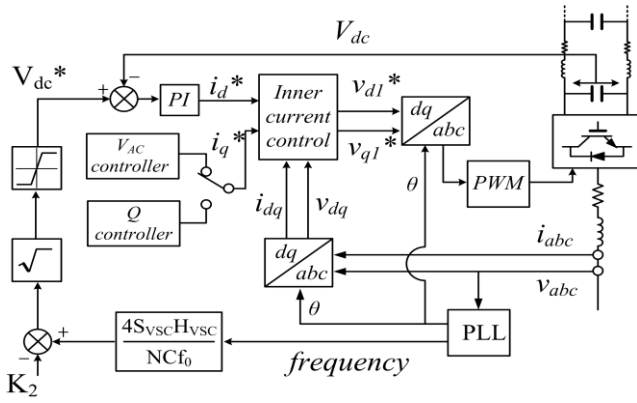 V_dc
V_dc*
−
+
PI
i_d*
Inner
current
control
v_d1*
v_q1*
dq
abc
i_q*
V_AC
controller
Q
controller
θ
PWM
i_dq
v_dq
dq
abc
i_abc
v_abc
θ
√
+
−
K_2
4S_VSC H_VSC
NCf_0
PLL
frequency